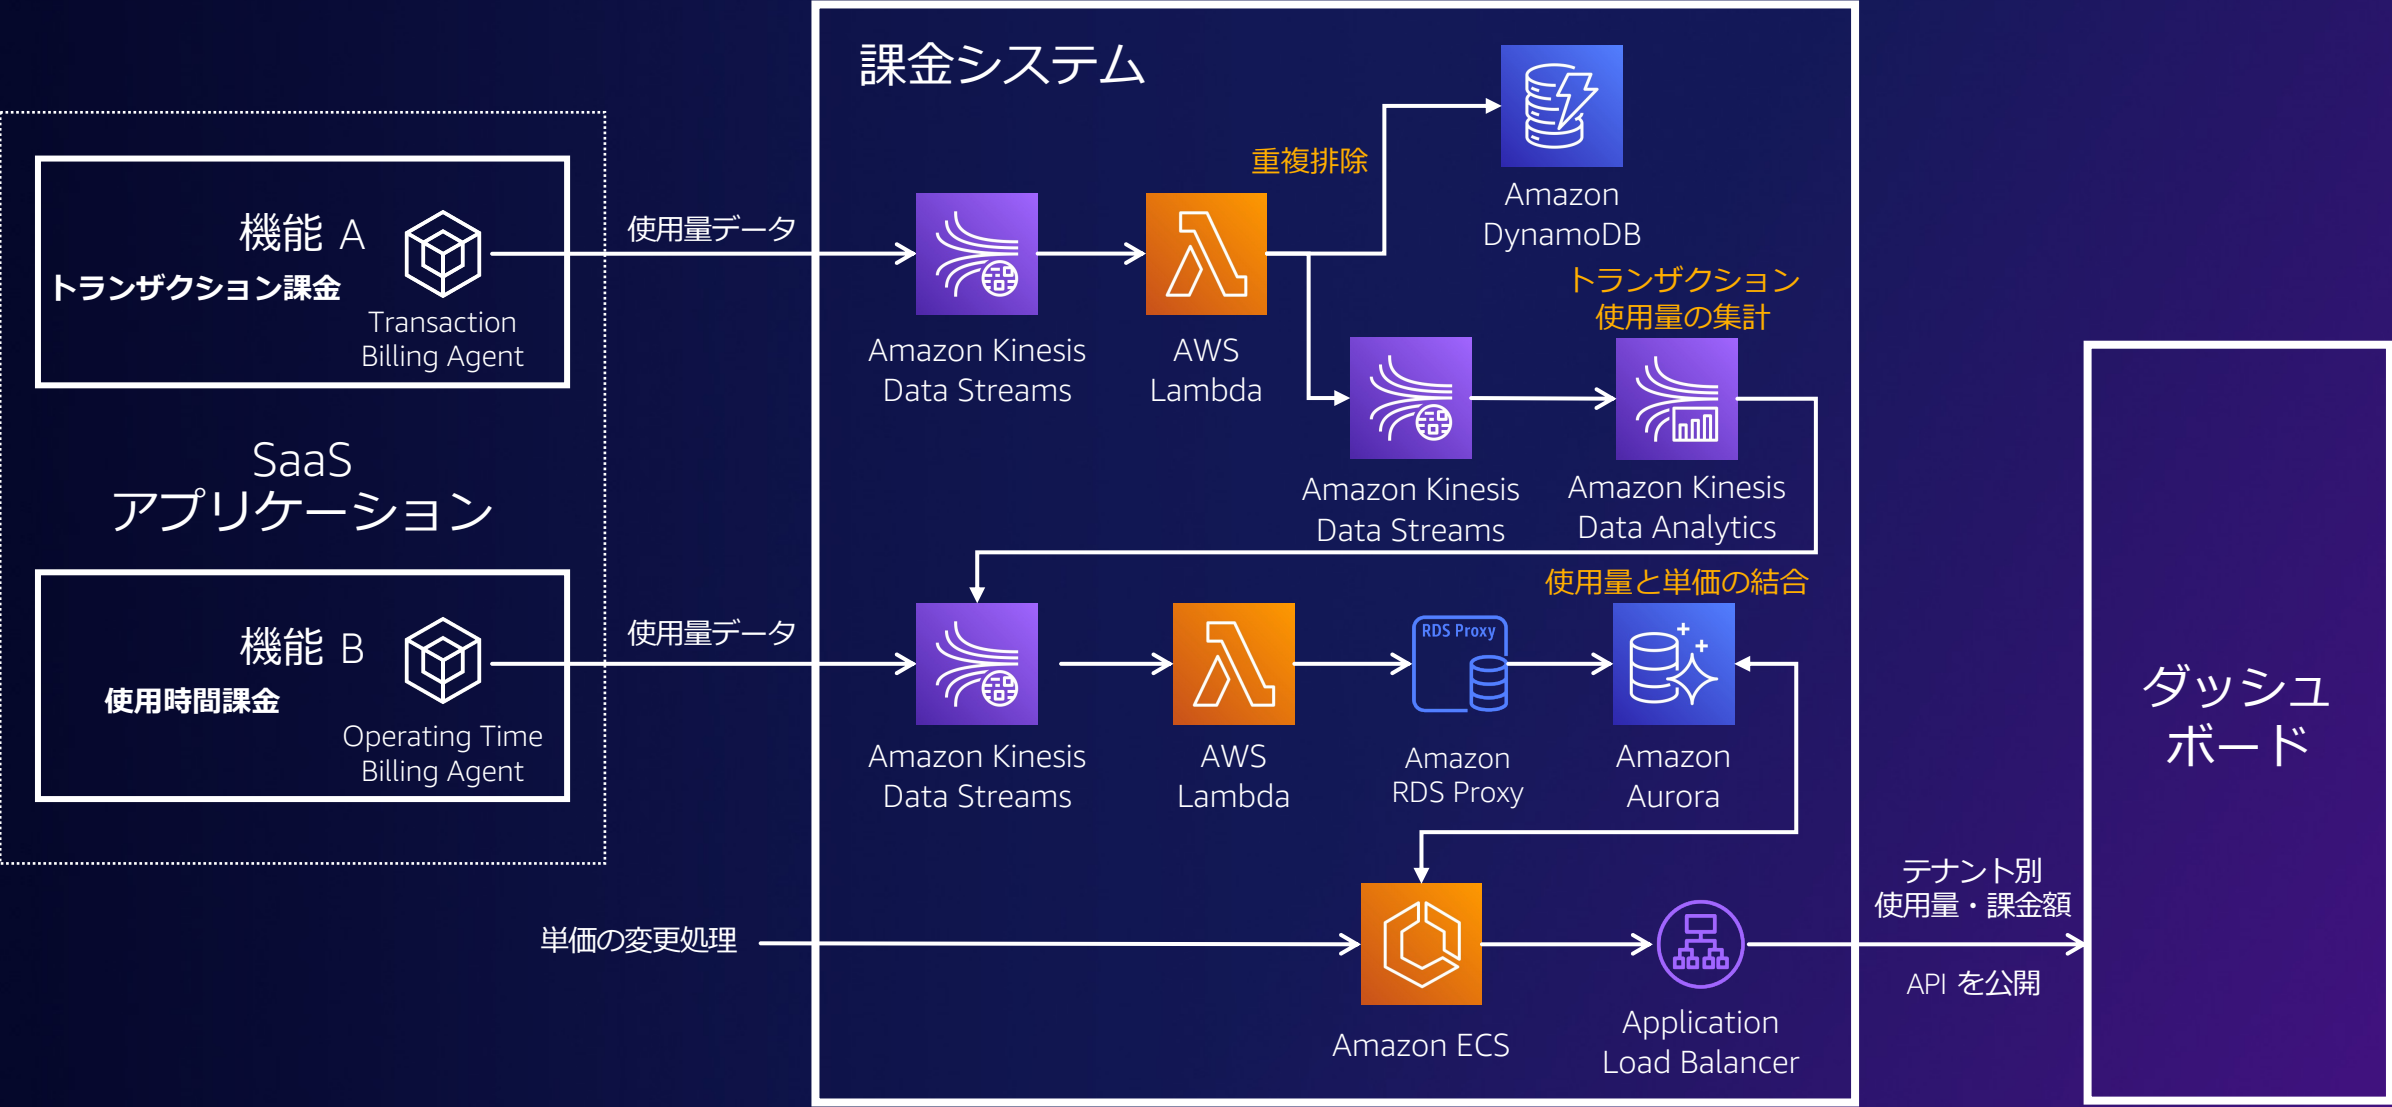 課金システム
機能 A
トランザクション課金
Transaction
Billing Agent
SaaS
アプリケーション
機能 B
使用時間課金
Operating Time
Billing Agent
使用量データ
使用量データ
単価の変更処理
Amazon Kinesis
Data Streams
AWS
Lambda
重複排除
Amazon
DynamoDB
トランザクション
使用量の集計
Amazon Kinesis
Data Streams
Amazon Kinesis
Data Analytics
使用量と単価の結合
Amazon Kinesis
Data Streams
AWS
Lambda
RDS Proxy
Amazon
RDS Proxy
Amazon
Aurora
Amazon ECS
Application
Load Balancer
テナント別
使用量・課金額
API を公開
ダッシュ
ボード